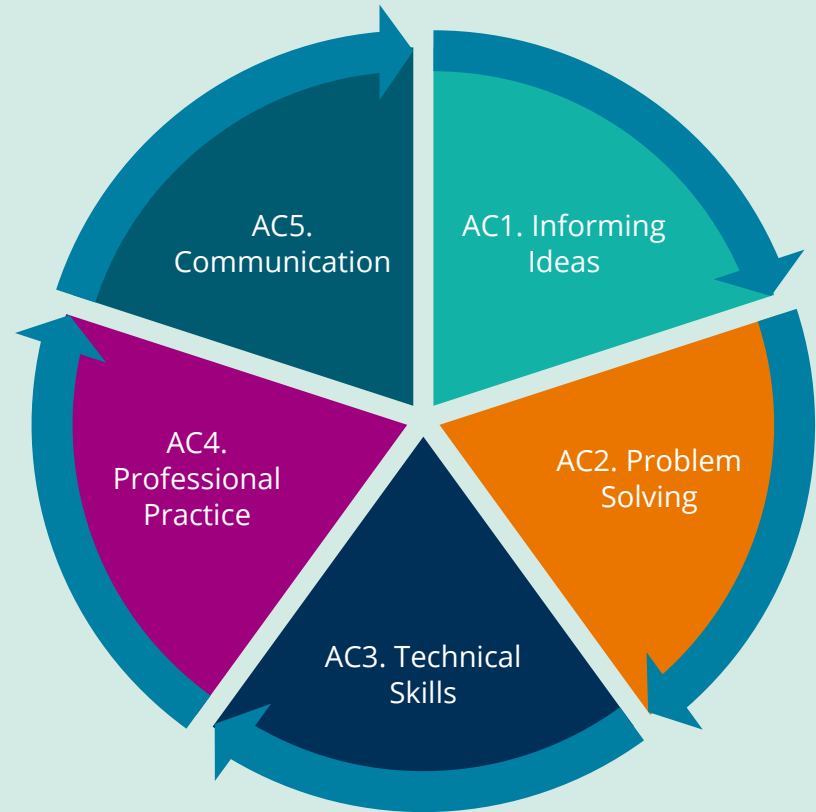 AC1. Informing
Ideas
AC2. Problem
Solving
AC3. Technical
Skills
AC4.
Professional
Practice
AC5.
Communication